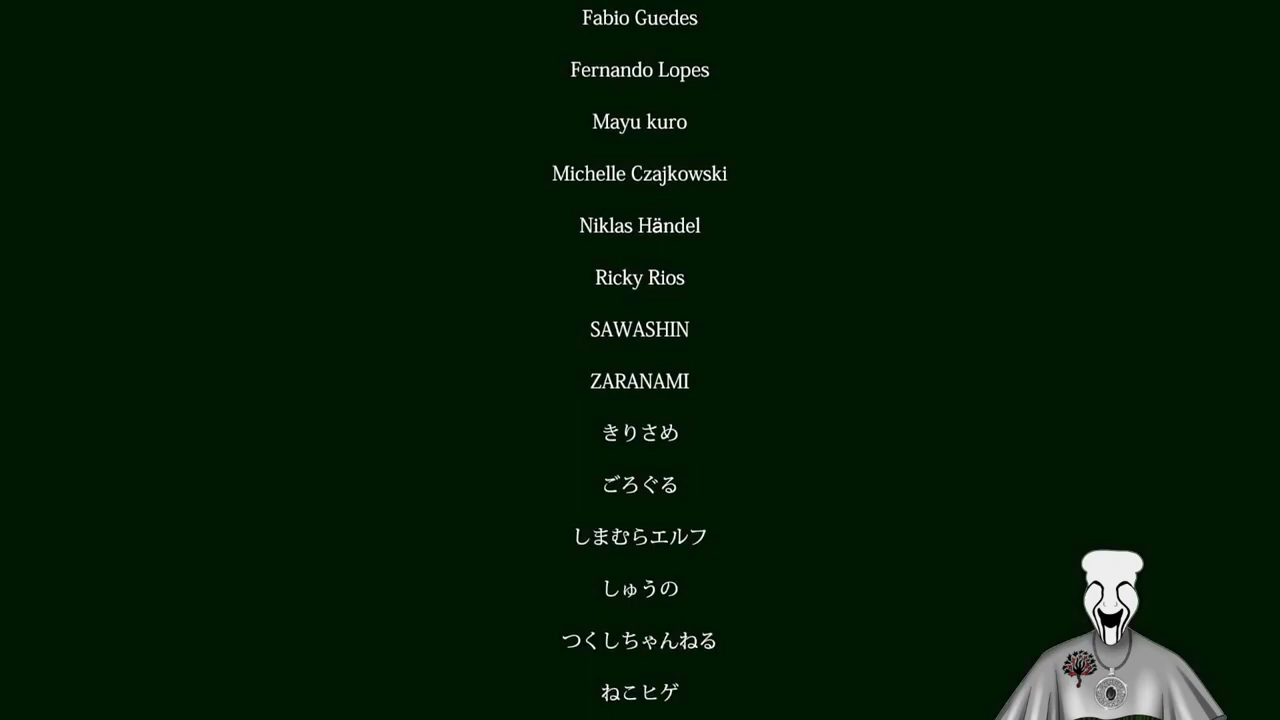 Fabio Guedes
Fernando Lopes
Mayu kuro
Michelle Czajkowski
Niklas Händel
Ricky Rios
SAWASHIN
ZARANAMI
きりさめ
ごろぐる
しまむらエルフ
しゅうの
つくしちゃんねる
ねこヒゲ